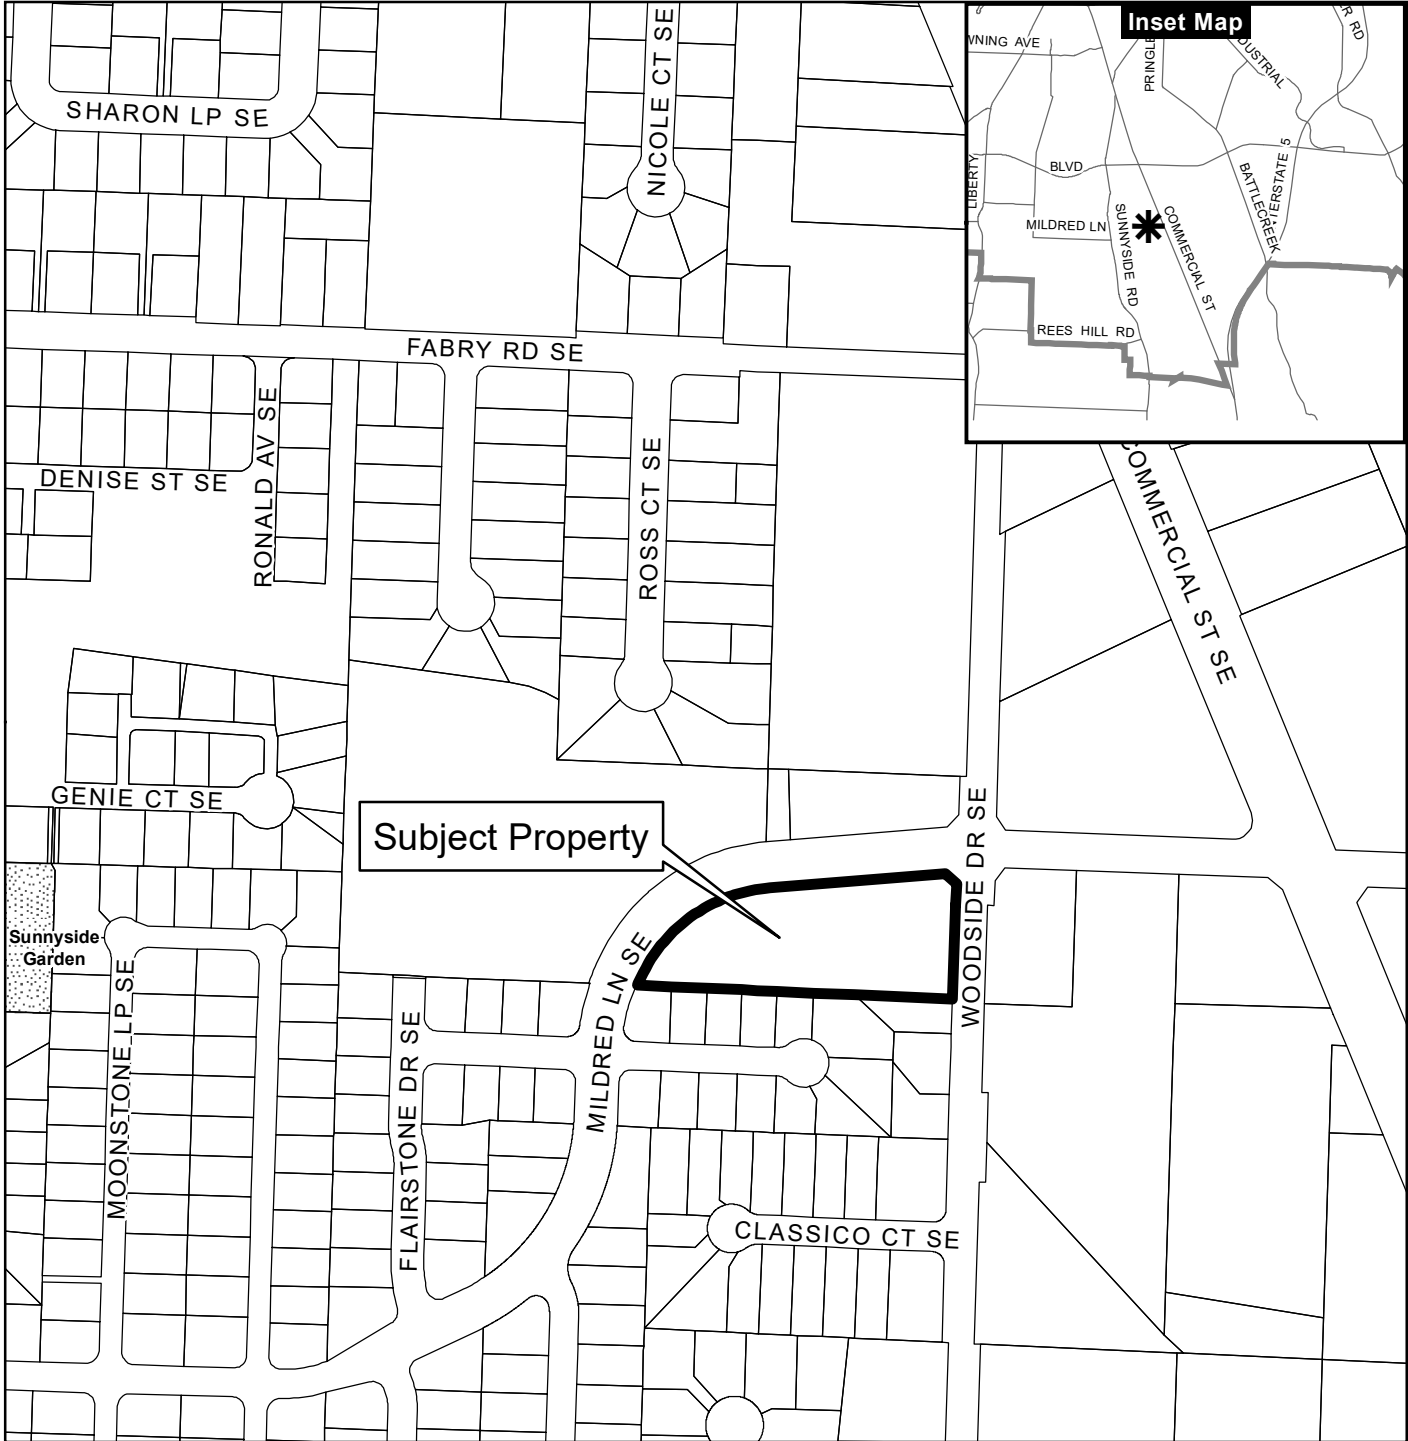 Inset Map
WNING AVE
PRINGLE
DUSTRIAL
R RD
BLVD
LIBERTY
MILDRED LN
SUNNYSIDE RD
COMMERCIAL ST
BATTLECREEK
TERSTATE 5
REES HILL RD
SHARON LP SE
NICOLE CT SE
FABRY RD SE
RONALD AV SE
DENISE ST SE
ROSS CT SE
COMMERCIAL ST SE
GENIE CT SE
Subject Property
WOODSIDE DR SE
Sunnyside
Garden
MOONSTONE LP SE
FLAIRSTONE DR SE
MILDRED LN SE
CLASSICO CT SE